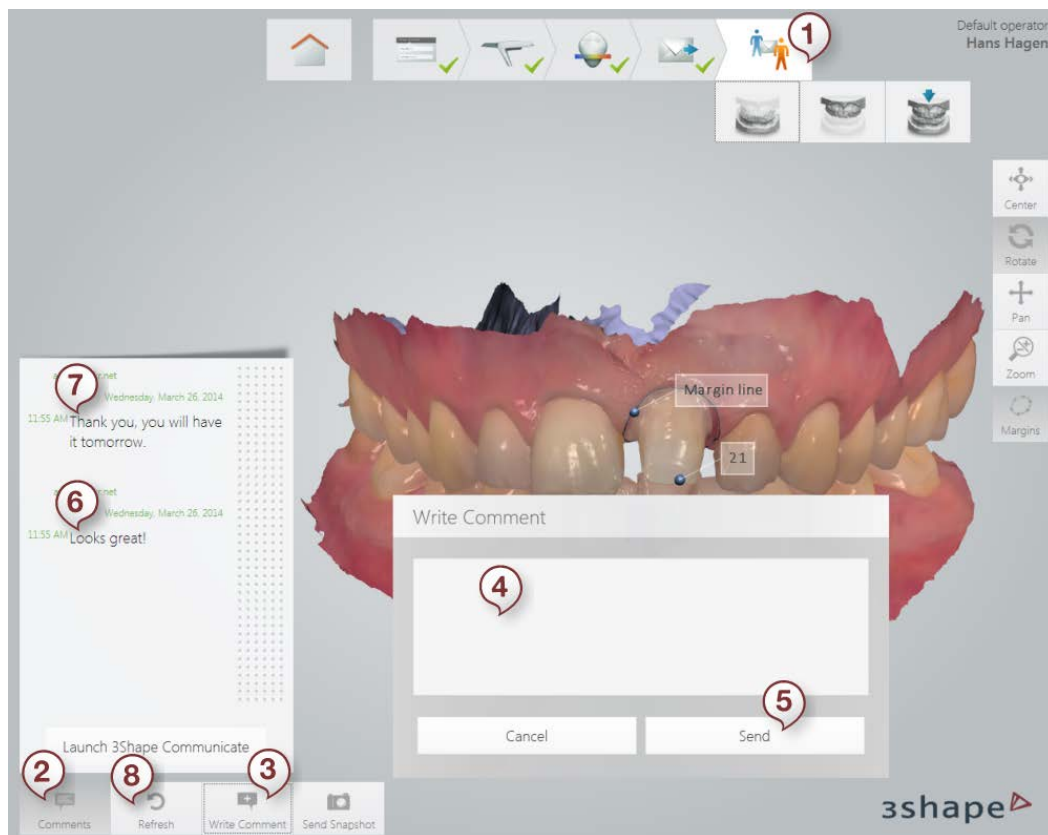 1
Default operator
Hans Hagen
Center
Rotate
Pan
Zoom
Margins
Margin line
21
7
Wednesday, March 26, 2014
11:55 AM Thank you, you will have
it tomorrow.
6
Wednesday, March 26, 2014
11:55 AM Looks great!
Launch 3Shape Communicate
Write Comment
4
5
Cancel
Send
2
8
3
Comments
Refresh
Write Comment
Send Snapshot
3shape